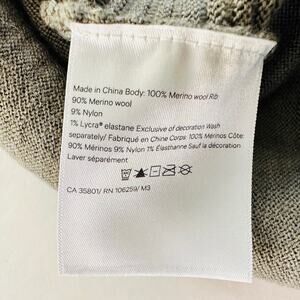 Made in China Body: 100% Merino wool Rib
90% Merino wool
9% Nylon
1% Lycra® elastane Exclusive of decoration Wash
separately/ Fabriqué en Chine Corps: 100% Merinos Côte:
90% Mérinos 9% Nylon 1% Élasthanne Sauf la décoration
Laver séparément
CA 35801/ RN 106259/ M3